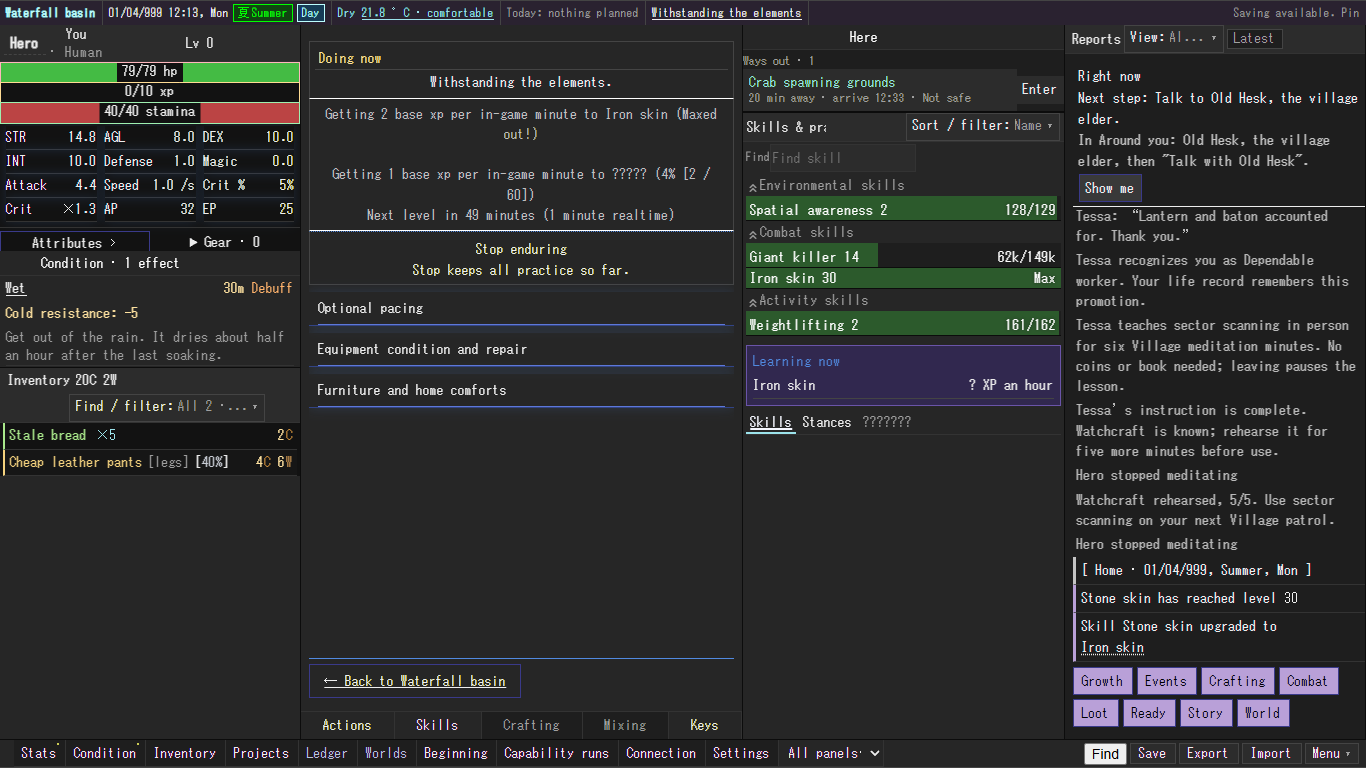 Waterfall basin 01/04/999 12:13, Mon 夏Summer Day Dry 21.8 ° C · comfortable Today: nothing planned Withstanding the elements Saving available. Pin
Hero · You Human Lv 0
79/79 hp
0/10 xp
40/40 stamina
STR 14.8 AGL 8.0 DEX 10.0
INT 10.0 Defense 1.0 Magic 0.0
Attack 4.4 Speed 1.0 /s Crit % 5%
Crit ×1.3 AP 32 EP 25
Attributes > ▶ Gear · 0
Condition · 1 effect
Wet 30m Debuff
Cold resistance: -5
Get out of the rain. It dries about half
an hour after the last soaking.
Inventory 20C 2W
Find / filter: All 2 ·... ▾
Stale bread ×5 2C
Cheap leather pants [legs] [40%] 4C 6W
Doing now
Withstanding the elements.
Getting 2 base xp per in-game minute to Iron skin (Maxed
out!)
Getting 1 base xp per in-game minute to ????? (4% [2 /
60])
Next level in 49 minutes (1 minute realtime)
Stop enduring
Stop keeps all practice so far.
Optional pacing
Equipment condition and repair
Furniture and home comforts
← Back to Waterfall basin
Actions Skills Crafting Mixing Keys
Here
Ways out · 1
Crab spawning grounds
20 min away · arrive 12:33 · Not safe
Enter
Skills & pra
Sort / filter: Name ▾
Find Find skill
Environmental skills
Spatial awareness 2 128/129
Combat skills
Giant killer 14 62k/149k
Iron skin 30 Max
Activity skills
Weightlifting 2 161/162
Learning now
Iron skin ? XP an hour
Skills Stances ???????
Reports View: Al... ▾ Latest
Right now
Next step: Talk to Old Hesk, the village
elder.
In Around you: Old Hesk, the village
elder, then "Talk with Old Hesk".
Show me
Tessa: “Lantern and baton accounted
for. Thank you.”
Tessa recognizes you as Dependable
worker. Your life record remembers this
promotion.
Tessa teaches sector scanning in person
for six Village meditation minutes. No
coins or book needed; leaving pauses the
lesson.
Tessa's instruction is complete.
Watchcraft is known; rehearse it for
five more minutes before use.
Hero stopped meditating
Watchcraft rehearsed, 5/5. Use sector
scanning on your next Village patrol.
Hero stopped meditating
[ Home · 01/04/999, Summer, Mon ]
Stone skin has reached level 30
Skill Stone skin upgraded to
Iron skin
Growth Events Crafting Combat
Loot Ready Story World
Stats Condition Inventory Projects Ledger Worlds Beginning Capability runs Connection Settings All panels· Find Save Export Import Menu ▾